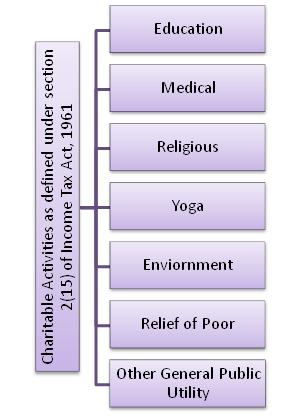 Charitable Activities as defined under section
2(15) of Income Tax Act, 1961
Education
Medical
Religious
Yoga
Enviornment
Relief of Poor
Other General Public
Utility